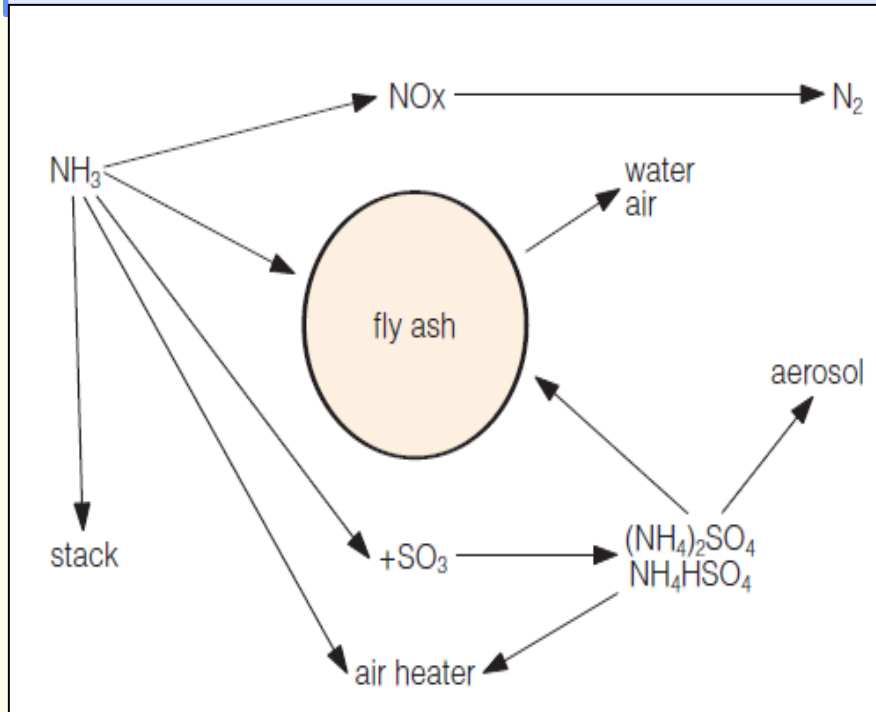 NOx
N₂
NH₃
water
air
fly ash
aerosol
stack
+SO₃
(NH₄)₂SO₄
NH₄HSO₄
air heater